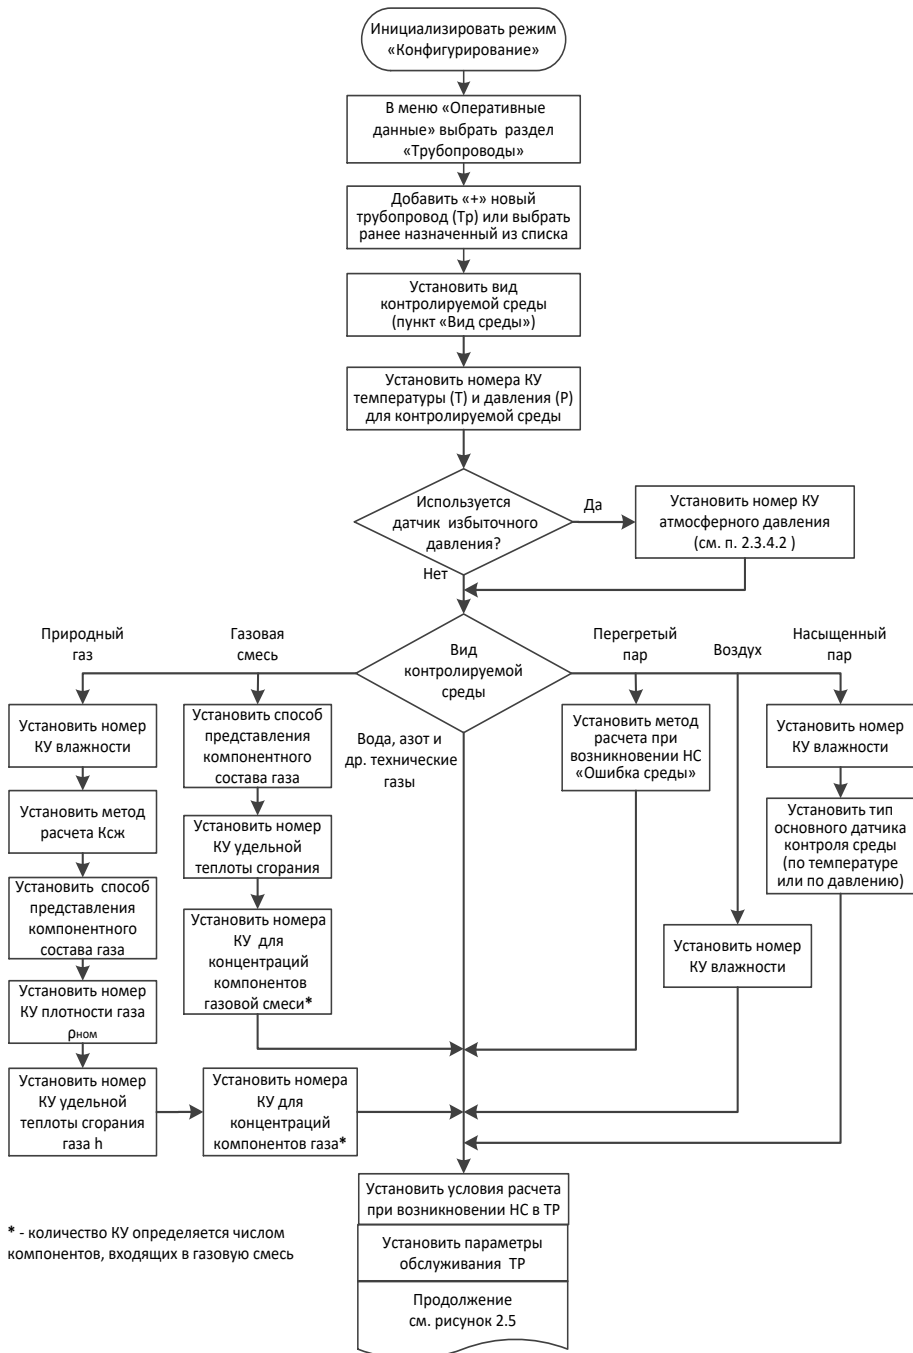 Инициализировать режим
«Конфигурирование»
В меню «Оперативные
данные» выбрать раздел
«Трубопроводы»
Добавить «+» новый
трубопровод (Тр) или выбрать
ранее назначенный из списка
Установить вид
контролируемой среды
(пункт «Вид среды»)
Установить номера КУ
температуры (Т) и давления (Р)
для контролируемой среды
Используется
датчик избыточного
давления?
Да
Установить номер КУ
атмосферного давления
(см. п. 2.3.4.2 )
Нет
Вид
контролируемой
среды
Природный
газ
Газовая
смесь
Перегретый
пар
Воздух
Насыщенный
пар
Вода, азот и
др. технические
газы
Установить номер
КУ влажности
Установить метод
расчета Ксж
Установить способ
представления
компонентного
состава газа
Установить номер
КУ плотности газа
ρном
Установить номер
КУ удельной
теплоты сгорания
газа h
Установить номера
КУ для
концентраций
компонентов газа*
Установить способ
представления
компонентного
состава газа
Установить номер
КУ удельной
теплоты сгорания
Установить номера
КУ для
концентраций
компонентов
газовой смеси*
Установить метод
расчета при
возникновении НС
«Ошибка среды»
Установить номер
КУ влажности
Установить номер
КУ влажности
Установить тип
основного датчика
контроля среды
(по температуре
или по давлению)
Установить условия расчета
при возникновении НС в ТР
Установить параметры
обслуживания ТР
Продолжение
см. рисунок 2.5
* - количество КУ определяется числом
компонентов, входящих в газовую смесь